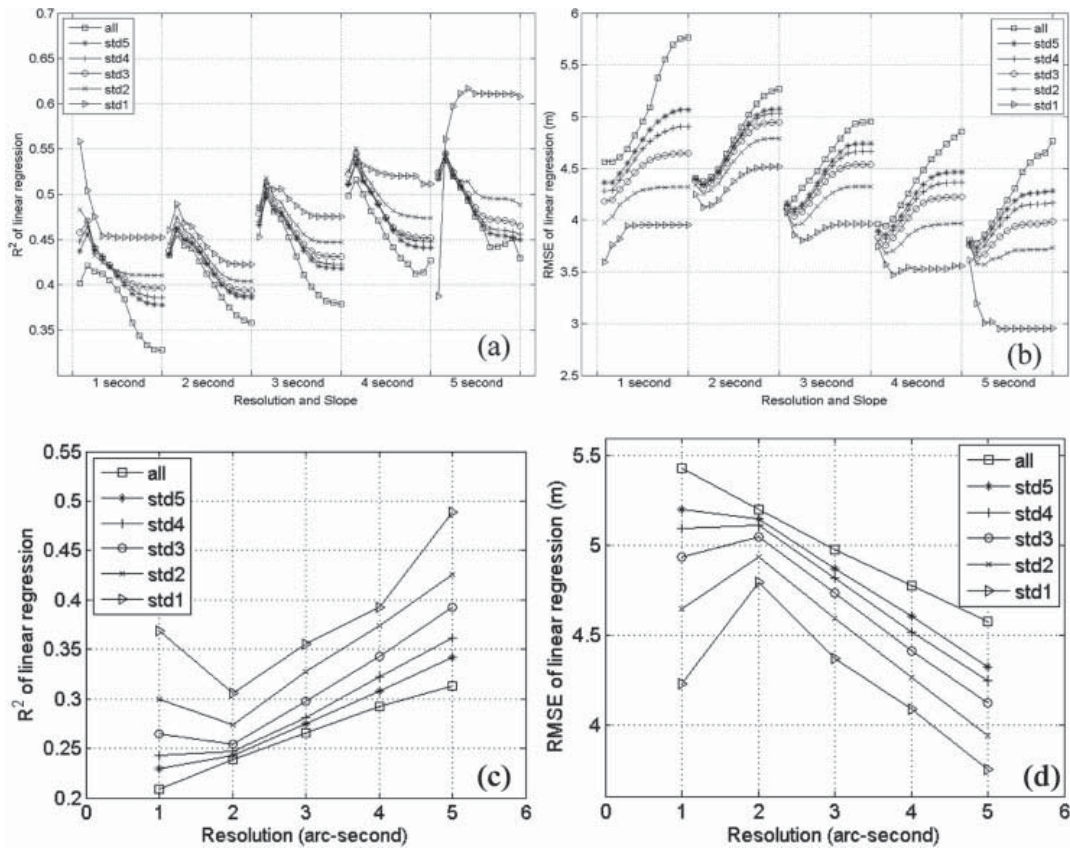 0.7
0.65
0.6
0.55
0.5
0.45
0.4
0.35
R² of linear regression
all
std5
std4
std3
std2
std1
(a)
1 second 2 second 3 second 4 second 5 second
Resolution and Slope
6
5.5
5
4.5
4
3.5
3
2.5
RMSE of linear regression (m)
all
std5
std4
std3
std2
std1
(b)
1 second 2 second 3 second 4 second 5 second
Resolution and Slope
0.55
0.5
0.45
0.4
0.35
0.3
0.25
0.2
R² of linear regression
all
std5
std4
std3
std2
std1
(c)
0 1 2 3 4 5 6
Resolution (arc-second)
5.5
5
4.5
4
RMSE of linear regression (m)
all
std5
std4
std3
std2
std1
(d)
0 1 2 3 4 5 6
Resolution (arc-second)